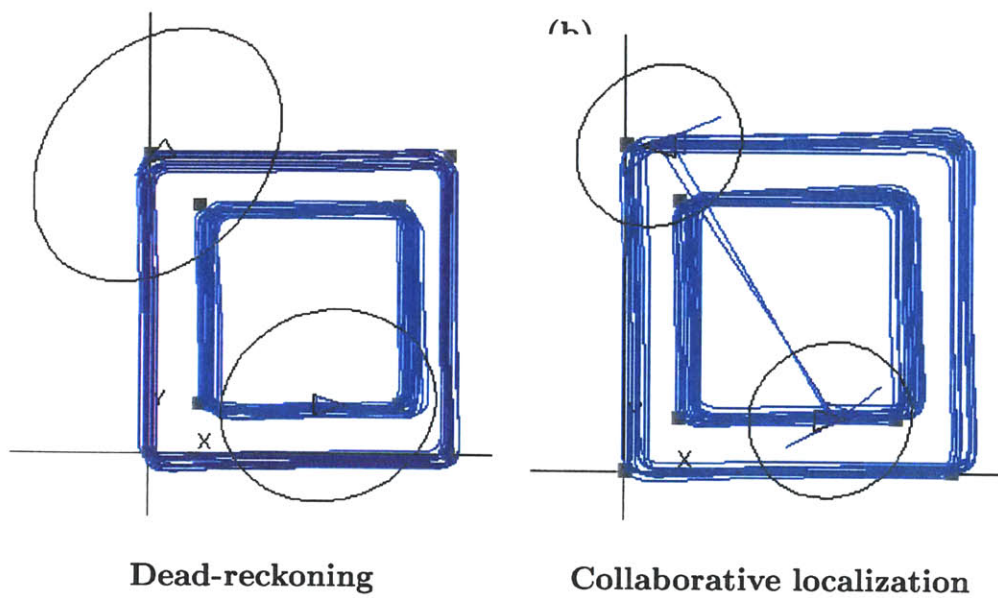 (b)
Y
X
X
Dead-reckoning
Collaborative localization